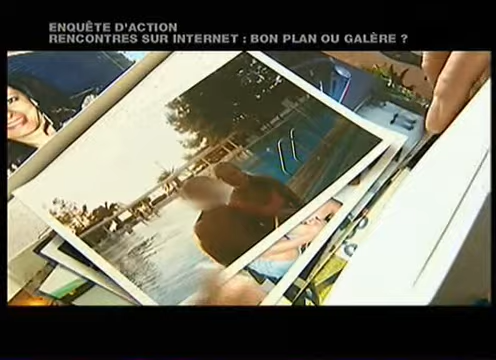 ENQUÊTE D'ACTION
RENCONTRES SUR INTERNET : BON PLAN OU GALÈRE ?